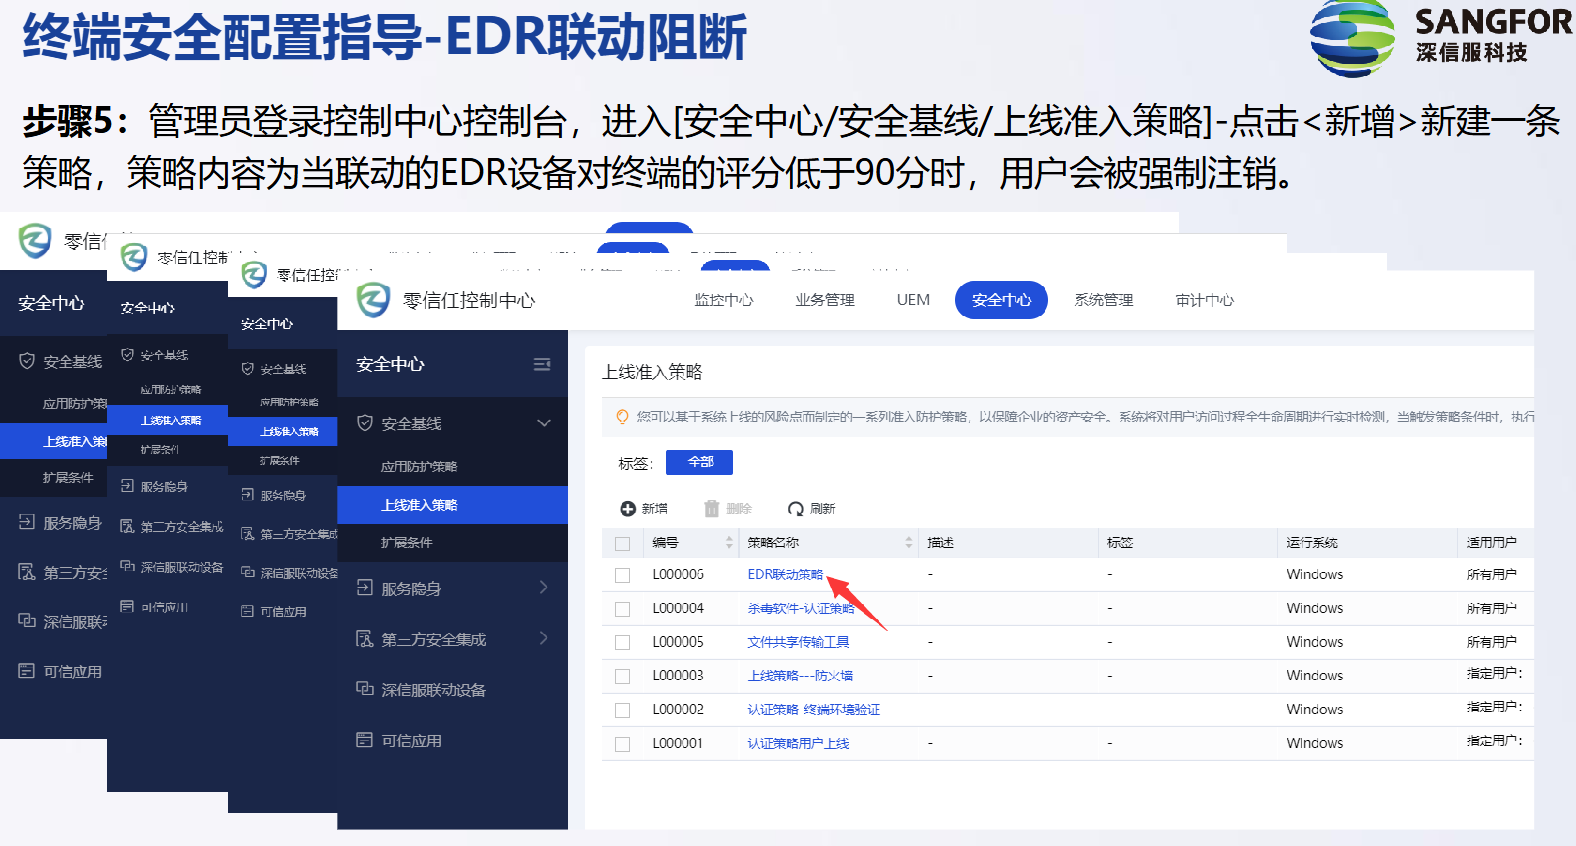 终端安全配置指导-EDR联动阻断
SANGFOR
深信服科技
步骤5：管理员登录控制中心控制台，进入[安全中心/安全基线/上线准入策略]-点击<新增>新建一条
策略，策略内容为当联动的EDR设备对终端的评分低于90分时，用户会被强制注销。
零信任
安全中心
安全基线
应用防护策
上线准入策
扩展条件
服务隐身
第三方安全
深信服联
可信应用
零信任控制
安全中心
安全基线
应用防护策略
上线准入策略
扩展条件
服务隐身
第三方安全集成
深信服联动设备
可信应用
零信任控
安全中心
安全基线
应用防护策略
上线准入策略
扩展条件
服务隐身
第三方安全集成
深信服联动设备
可信应用
零信任控制中心
监控中心 业务管理 UEM 安全中心 系统管理 审计中心
安全中心
安全基线
应用防护策略
上线准入策略
扩展条件
服务隐身
第三方安全集成
深信服联动设备
可信应用
上线准入策略
您可以基于系统上线的风险点而制定的一系列准入防护策略，以保障企业的资产安全。系统将对用户访问过程全生命周期进行实时检测，当触发策略条件时，执行
标签： 全部
新增 删除 刷新
编号 策略名称 描述 标签 运行系统 适用用户
L000006 EDR联动策略 - - Windows 所有用户
L000004 杀毒软件-认证策略 - - Windows 所有用户
L000005 文件共享传输工具 - - Windows 所有用户
L000003 上线策略---防火墙 - - Windows 指定用户：
L000002 认证策略-终端环境验证 - - Windows 指定用户：
L000001 认证策略用户上线 - - Windows 指定用户：